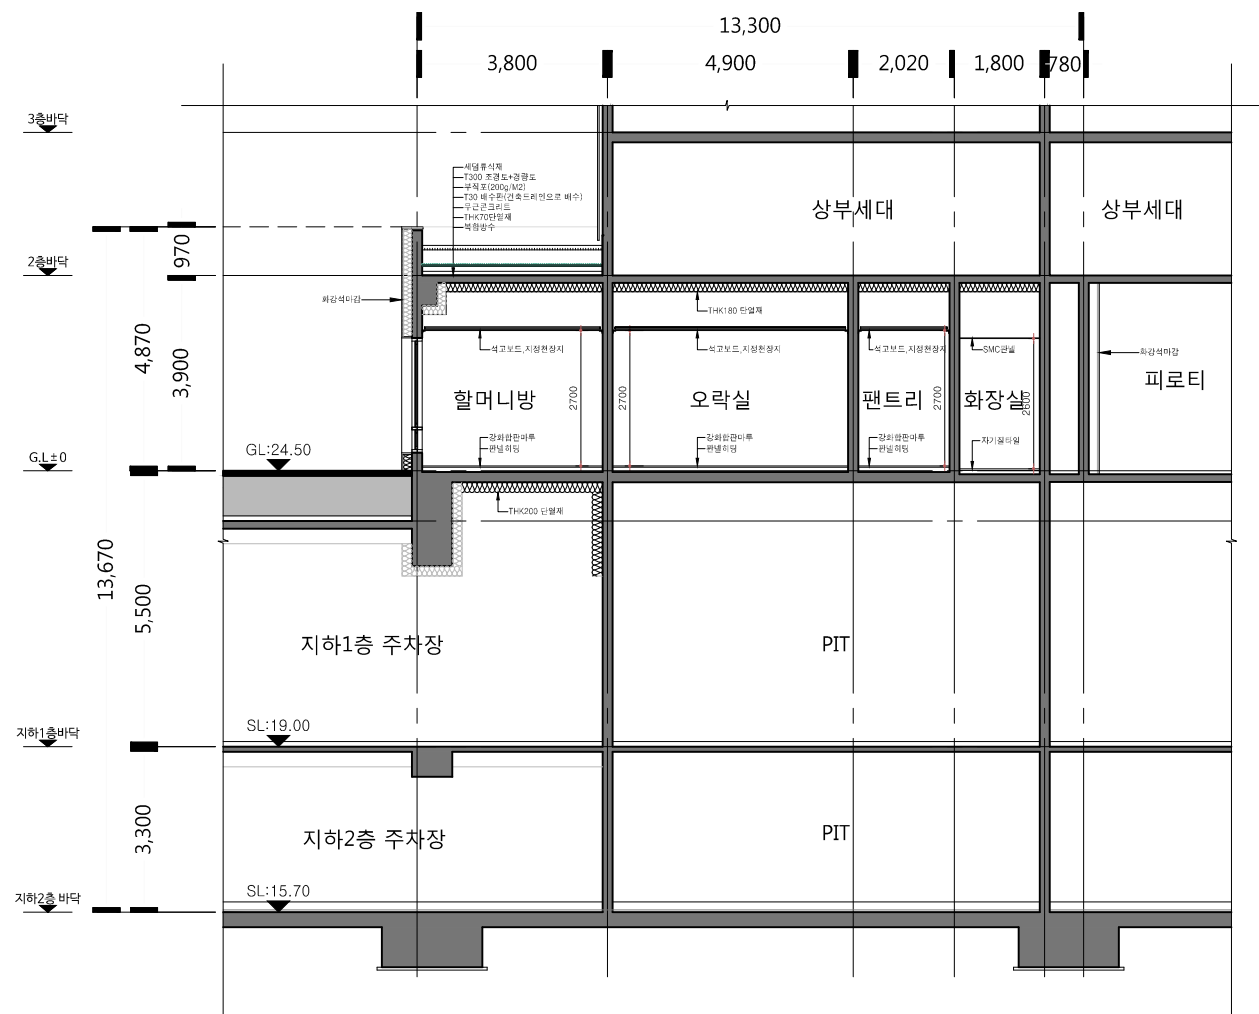 13,300
3,800
4,900
2,020
1,800
780
3층바닥
세덤류식재
T300 조경토+경량토
부직포(200g/M2)
T30 배수판(건축드레인으로 배수)
무근콘크리트
THK70단열재
복합방수
상부세대
상부세대
970
2층바닥
화강석마감
THK180 단열재
4,870
3,900
석고보드,지정천장지
석고보드,지정천장지
석고보드,지정천장지
SMC판넬
화강석마감
피로티
할머니방
2700
2700
오락실
팬트리
2700
화장실
2600
강화합판마루
판넬히팅
강화합판마루
판넬히팅
강화합판마루
판넬히팅
자기질타일
G.L±0
GL:24.50
THK200 단열재
13,670
5,500
지하1층 주차장
PIT
지하1층바닥
SL:19.00
3,300
지하2층 주차장
PIT
지하2층 바닥
SL:15.70